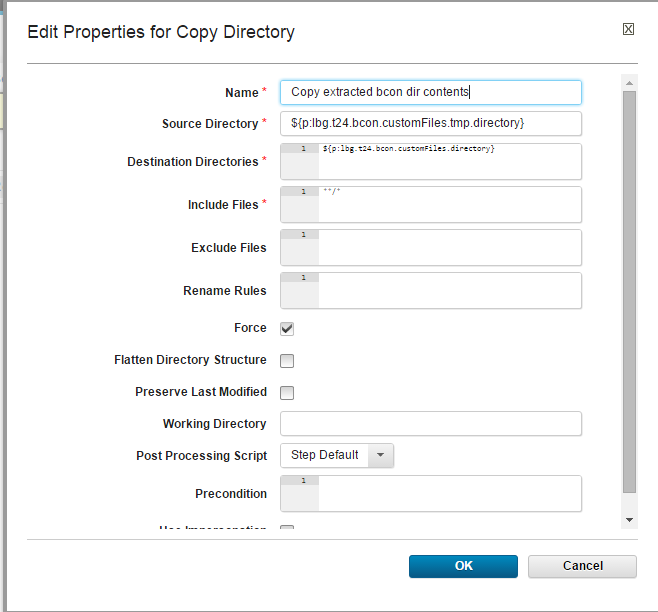 Edit Properties for Copy Directory
Name *
Copy extracted bcon dir contents
Source Directory *
${p:lbg.t24.bcon.customFiles.tmp.directory}
Destination Directories *
1 ${p:lbg.t24.bcon.customFiles.directory}
Include Files *
1 **/*
Exclude Files
1
Rename Rules
1
Force
Flatten Directory Structure
Preserve Last Modified
Working Directory
Post Processing Script
Step Default
Precondition
1
Use Impersonation
OK Cancel